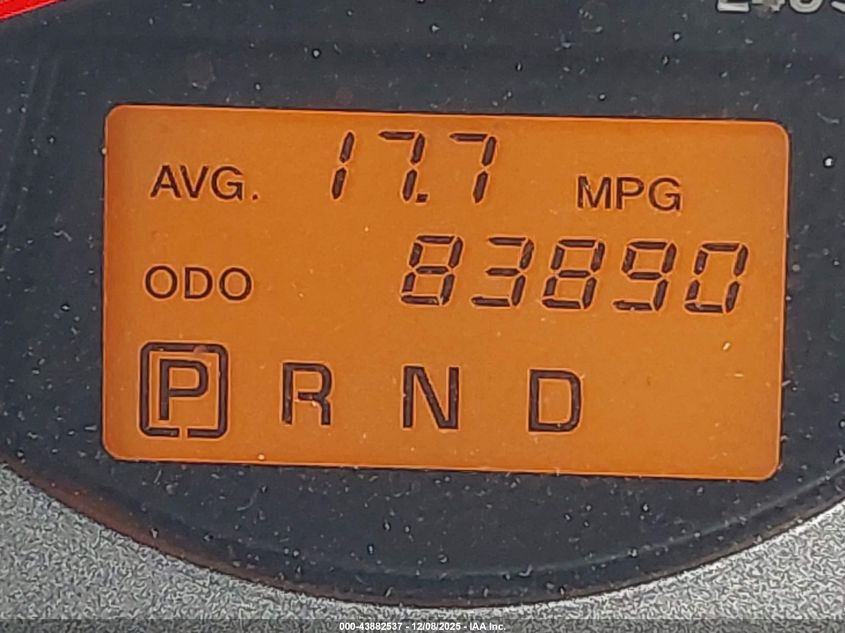 AVG. 17.7 MPG
ODO 83890
P R N D
000-43882537 - 12/08/2025 - IAA Inc.